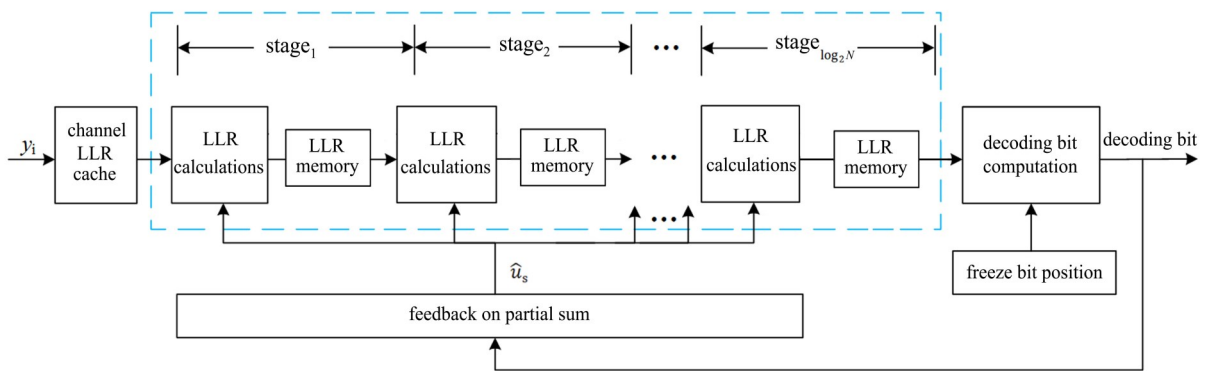 stage₁
stage₂
•••
stage_log₂N
yᵢ
channel
LLR
cache
LLR
calculations
LLR
memory
LLR
calculations
LLR
memory
•••
LLR
calculations
LLR
memory
decoding bit
computation
decoding bit
•••
freeze bit position
ûₛ
feedback on partial sum